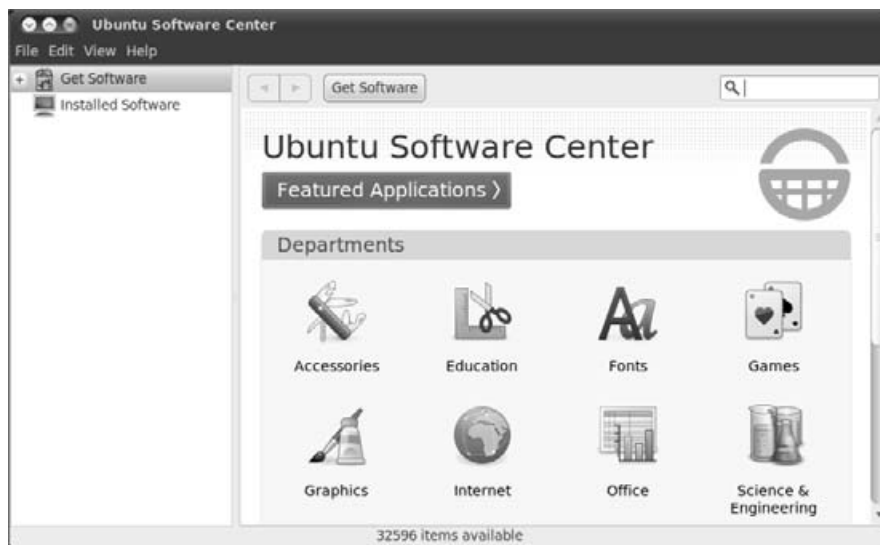 Ubuntu Software Center
File Edit View Help
Get Software
Installed Software
Get Software
Ubuntu Software Center
Featured Applications >
Departments
Accessories
Education
Fonts
Games
Graphics
Internet
Office
Science &
Engineering
32596 items available